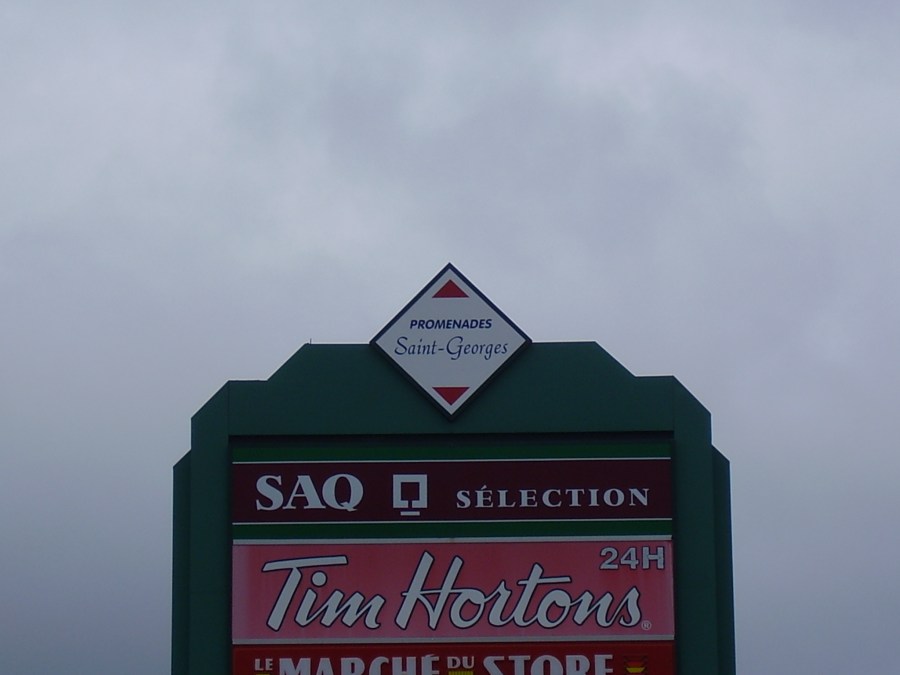 PROMENADES
Saint-Georges
SAQ SÉLECTION
24H
Tim Hortons®
LE MARCHÉ DU STORE